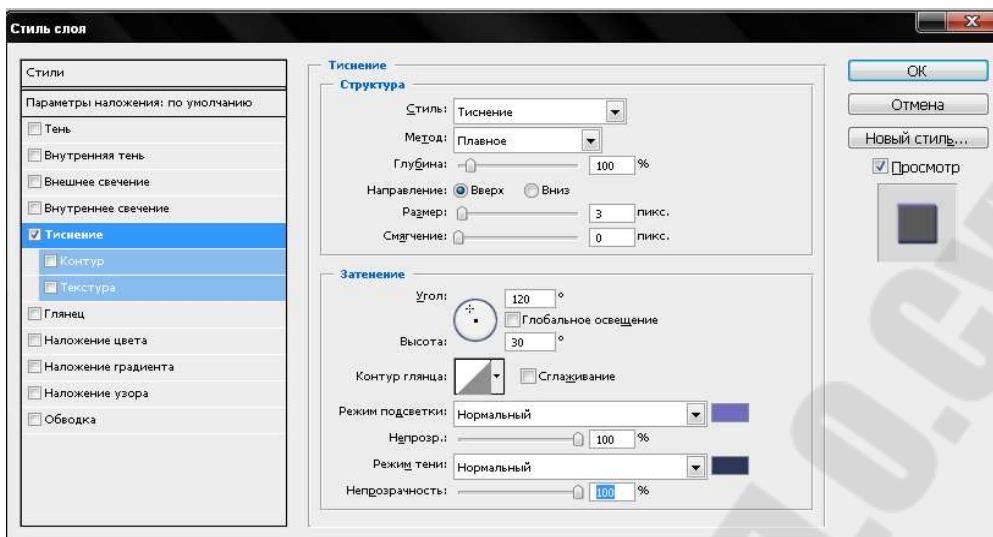 Стиль слоя
Стили
Параметры наложения: по умолчанию
Тень
Внутренняя тень
Внешнее свечение
Внутреннее свечение
Тиснение
Контур
Текстура
Глянец
Наложение цвета
Наложение градиента
Наложение узора
Обводка
Тиснение
Структура
Стиль: Тиснение
Метод: Плавное
Глубина: 100 %
Направление: Вверх Вниз
Размер: 3 пикс.
Смягчение: 0 пикс.
Затенение
Угол: 120 °
Глобальное освещение
Высота: 30 °
Контур глянца: Сглаживание
Режим подсветки: Нормальный
Непрозр.: 100 %
Режим тени: Нормальный
Непрозрачность: 100 %
ОК
Отмена
Новый стиль...
Просмотр